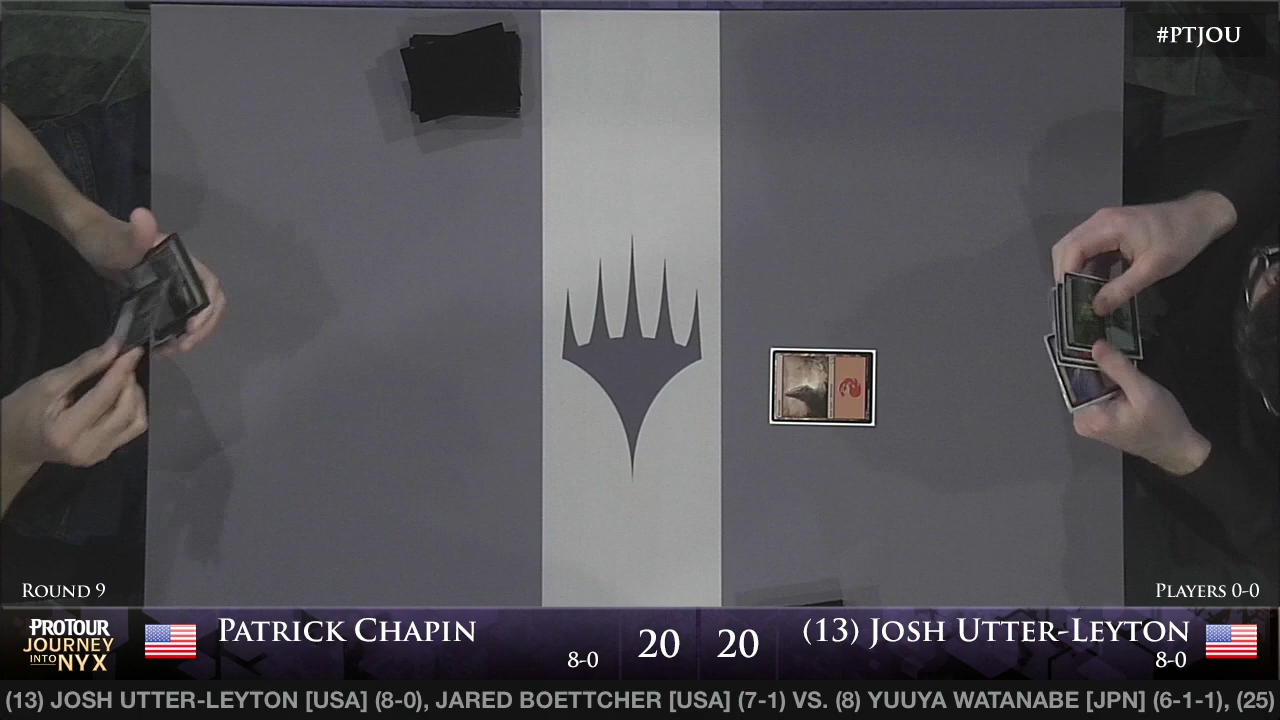 #PTJOU
ROUND 9
PLAYERS 0-0
PROTOUR
JOURNEY
INTO NYX
PATRICK CHAPIN
8-0
20
20
(13) JOSH UTTER-LEYTON
8-0
(13) JOSH UTTER-LEYTON [USA] (8-0), JARED BOETTCHER [USA] (7-1) VS. (8) YUUYA WATANABE [JPN] (6-1-1), (25)